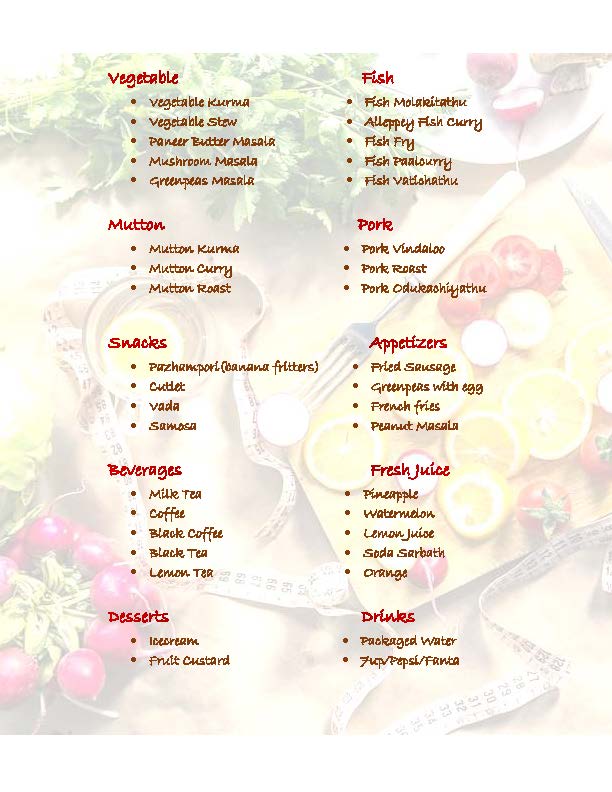 Vegetable
• Vegetable Kurma
• Vegetable Stew
• Paneer Butter Masala
• Mushroom Masala
• Greenpeas Masala
Fish
• Fish Molakitathu
• Alleppey Fish Curry
• Fish Fry
• Fish Paalcurry
• Fish Vatichathu
Mutton
• Mutton Kurma
• Mutton Curry
• Mutton Roast
Pork
• Pork Vindaloo
• Pork Roast
• Pork Odukachiyathu
Snacks
• Pazhampori(banana fritters)
• Cutlet
• Vada
• Samosa
Appetizers
• Fried Sausage
• Greenpeas with egg
• French fries
• Peanut Masala
Beverages
• Milk Tea
• Coffee
• Black Coffee
• Black Tea
• Lemon Tea
Fresh Juice
• Pineapple
• Watermelon
• Lemon Juice
• Soda Sarbath
• Orange
Desserts
• Icecream
• Fruit Custard
Drinks
• Packaged Water
• 7up/Pepsi/Fanta